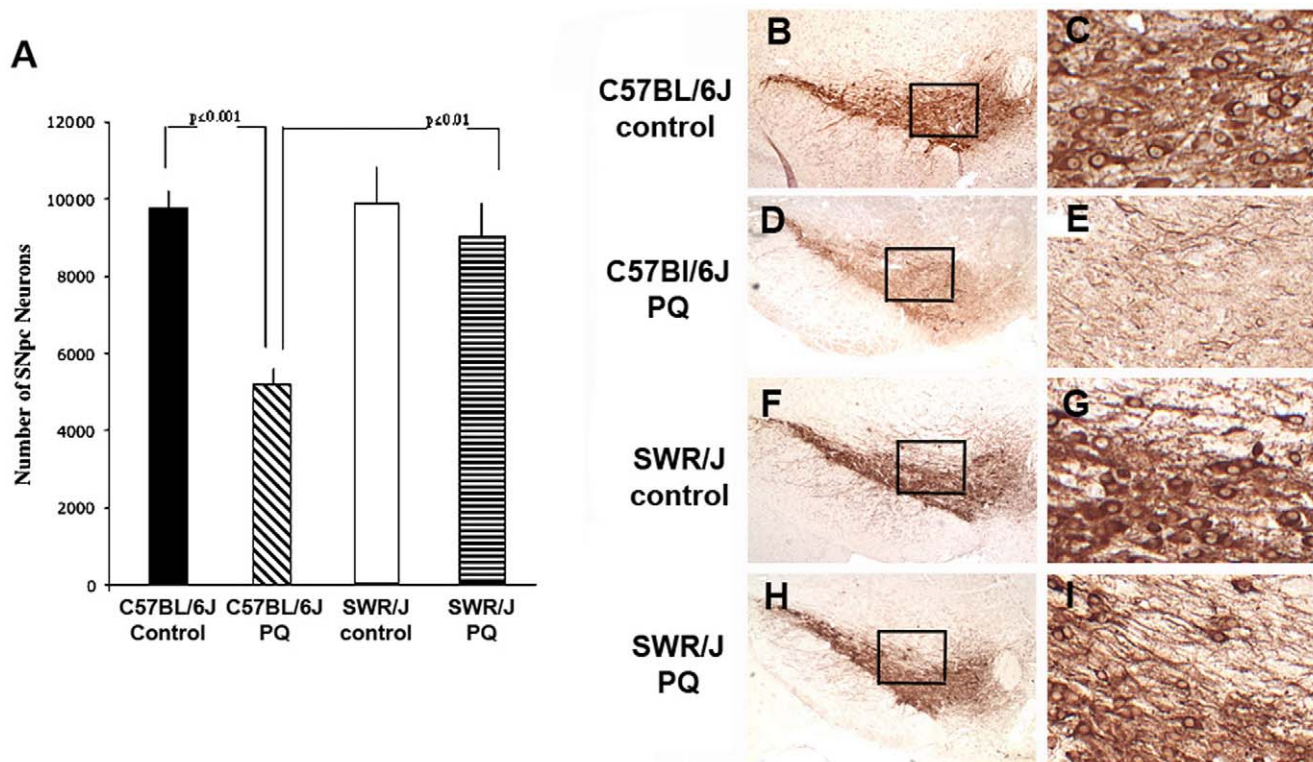 A
Number of SNpc Neurons
12000
10000
8000
6000
4000
2000
0
p≤0.001
p≤0.01
C57BL/6J
Control
C57BL/6J
PQ
SWR/J
control
SWR/J
PQ
C57BL/6J
control
B
C
C57Bl/6J
PQ
D
E
SWR/J
control
F
G
SWR/J
PQ
H
I